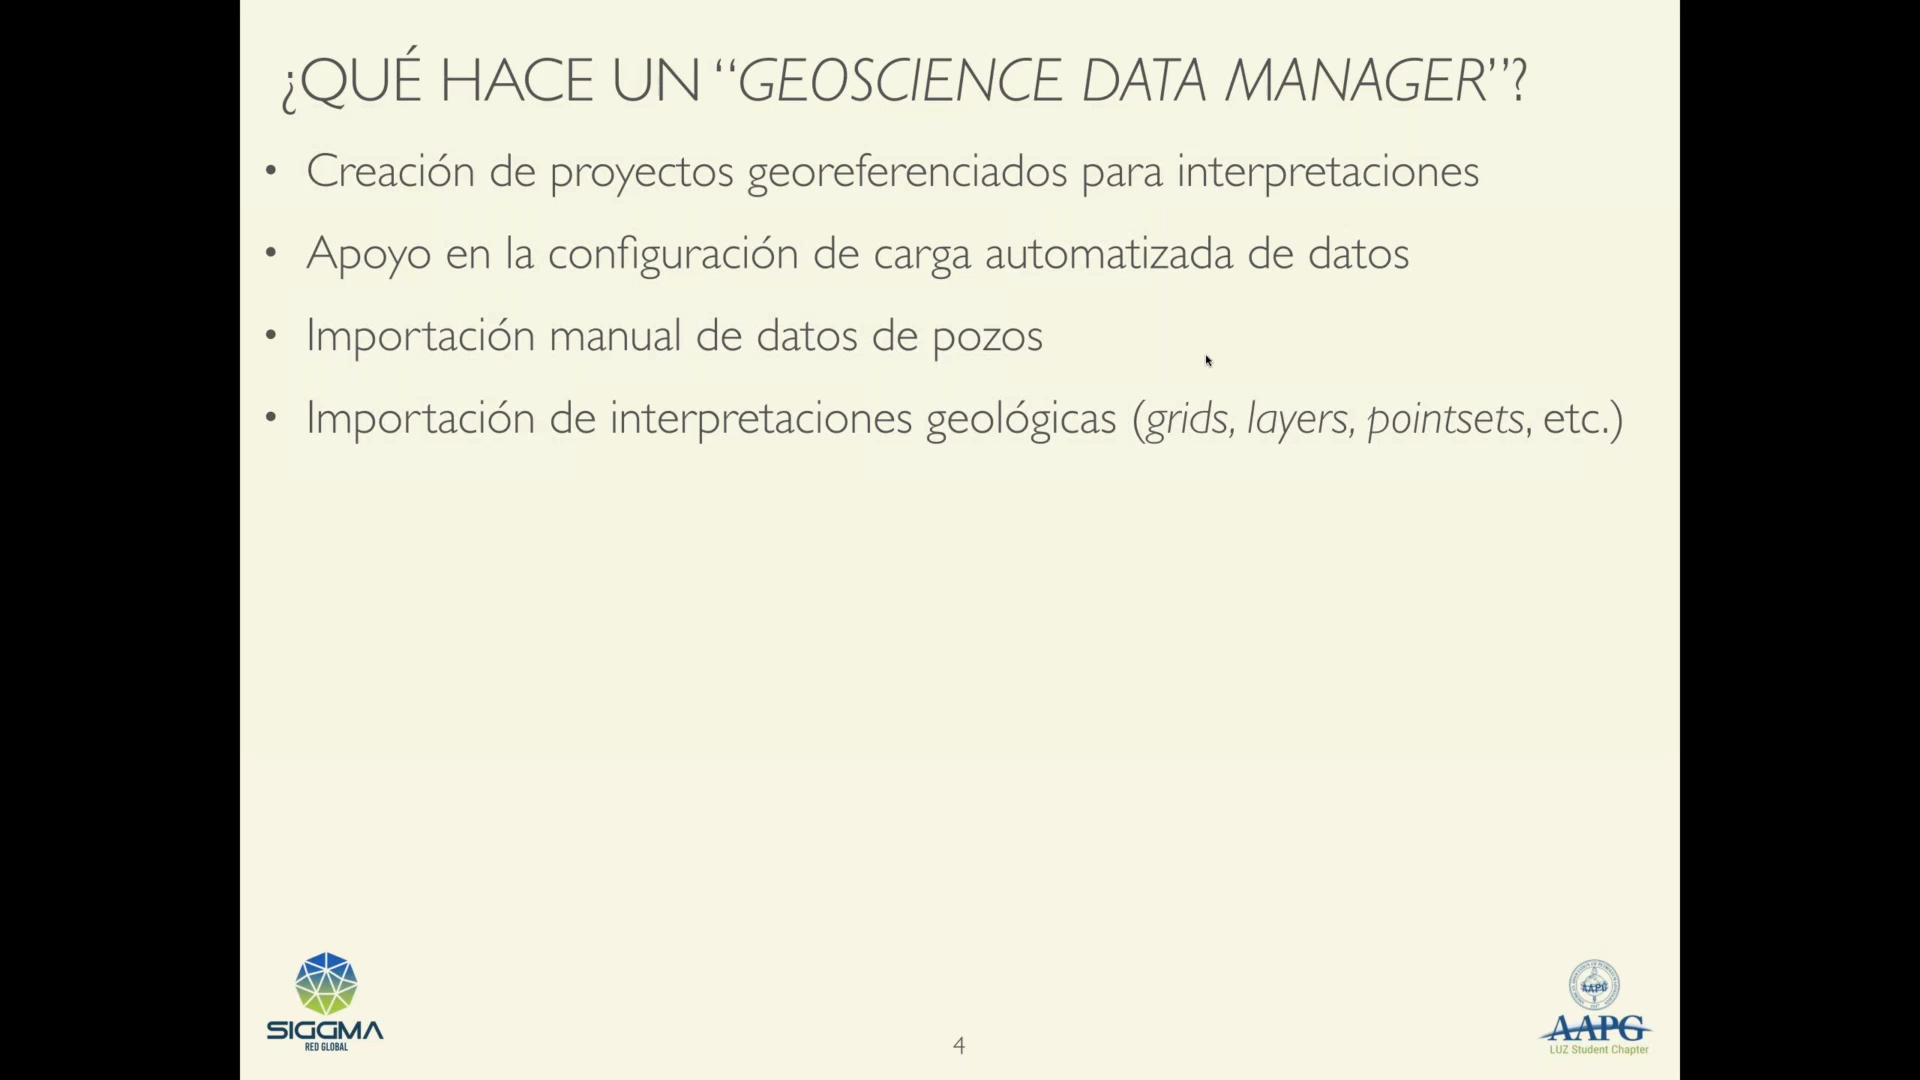 ¿QUÉ HACE UN “GEOSCIENCE DATA MANAGER”?
• Creación de proyectos georeferenciados para interpretaciones
• Apoyo en la configuración de carga automatizada de datos
• Importación manual de datos de pozos
• Importación de interpretaciones geológicas (grids, layers, pointsets, etc.)
SIGGMA
RED GLOBAL
4
AAPG
AAPG
LUZ Student Chapter